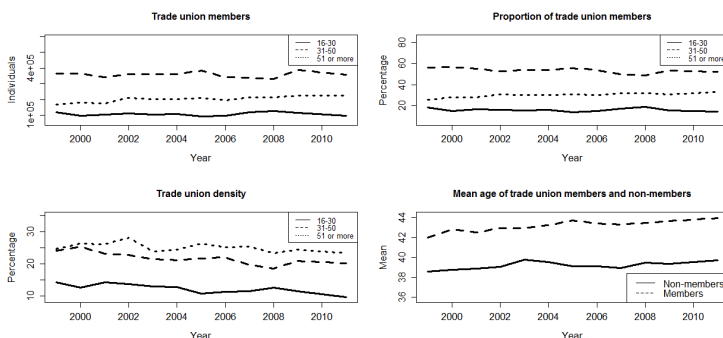 Trade union members
Individuals
4e+05
1e+05
16-30
31-50
51 or more
2000 2002 2004 2006 2008 2010
Year
Proportion of trade union members
Percentage
80
60
40
20
16-30
31-50
51 or more
2000 2002 2004 2006 2008 2010
Year
Trade union density
Percentage
30
20
10
16-30
31-50
51 or more
2000 2002 2004 2006 2008 2010
Year
Mean age of trade union members and non-members
Mean
44
42
40
38
36
Non-members
Members
2000 2002 2004 2006 2008 2010
Year